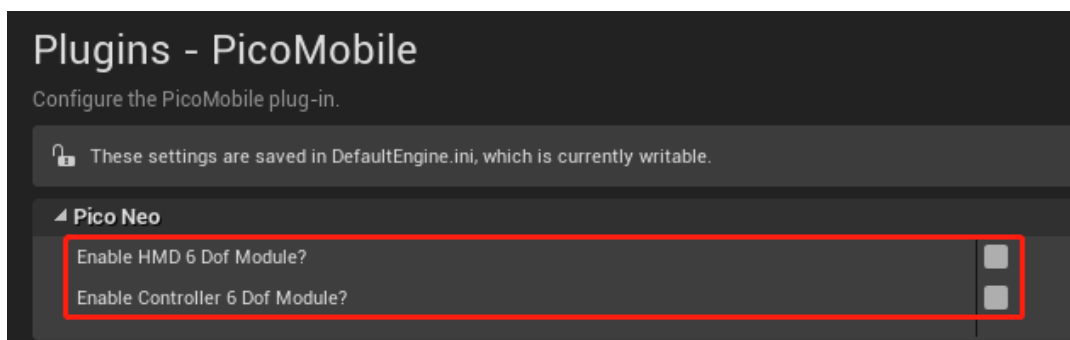 Plugins - PicoMobile
Configure the PicoMobile plug-in.
These settings are saved in DefaultEngine.ini, which is currently writable.
Pico Neo
Enable HMD 6 Dof Module?
Enable Controller 6 Dof Module?